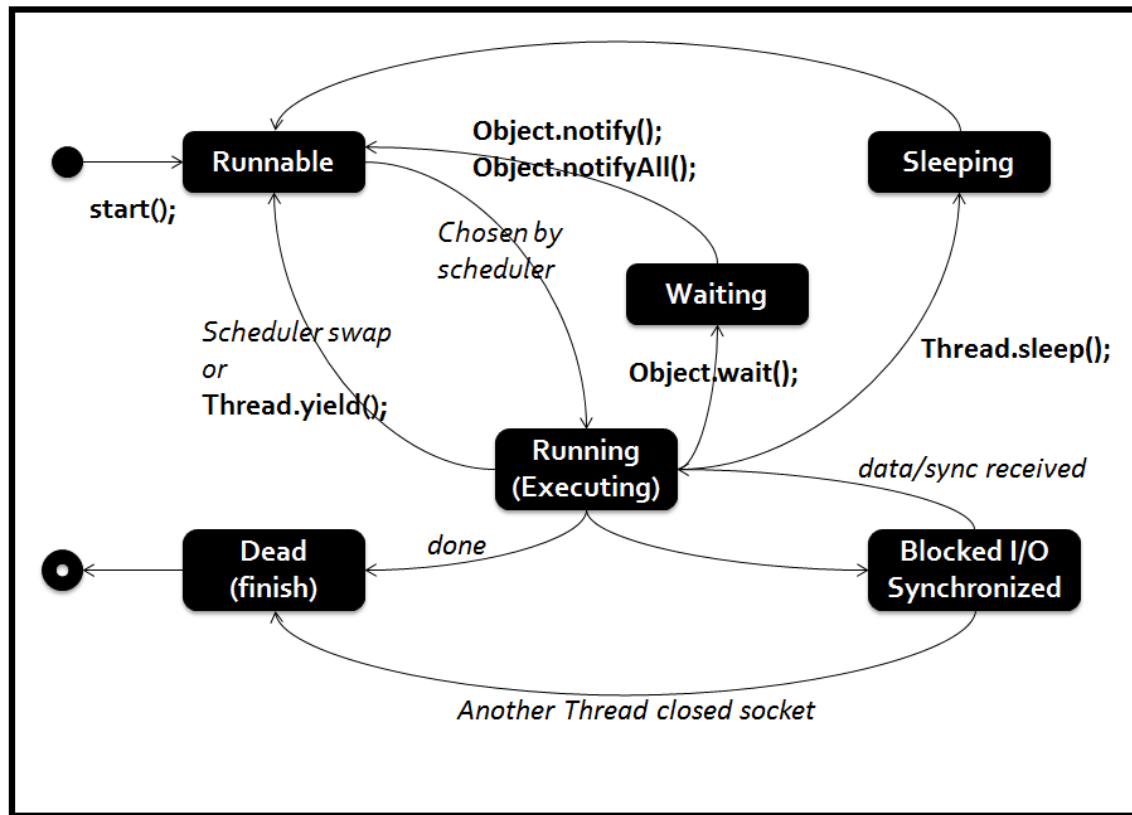 Object.notify();
Object.notifyAll();
Runnable
Sleeping
start();
Chosen by
scheduler
Waiting
Scheduler swap
or
Thread.yield();
Object.wait();
Thread.sleep();
Running
(Executing)
data/sync received
Dead
(finish)
done
Blocked I/O
Synchronized
Another Thread closed socket